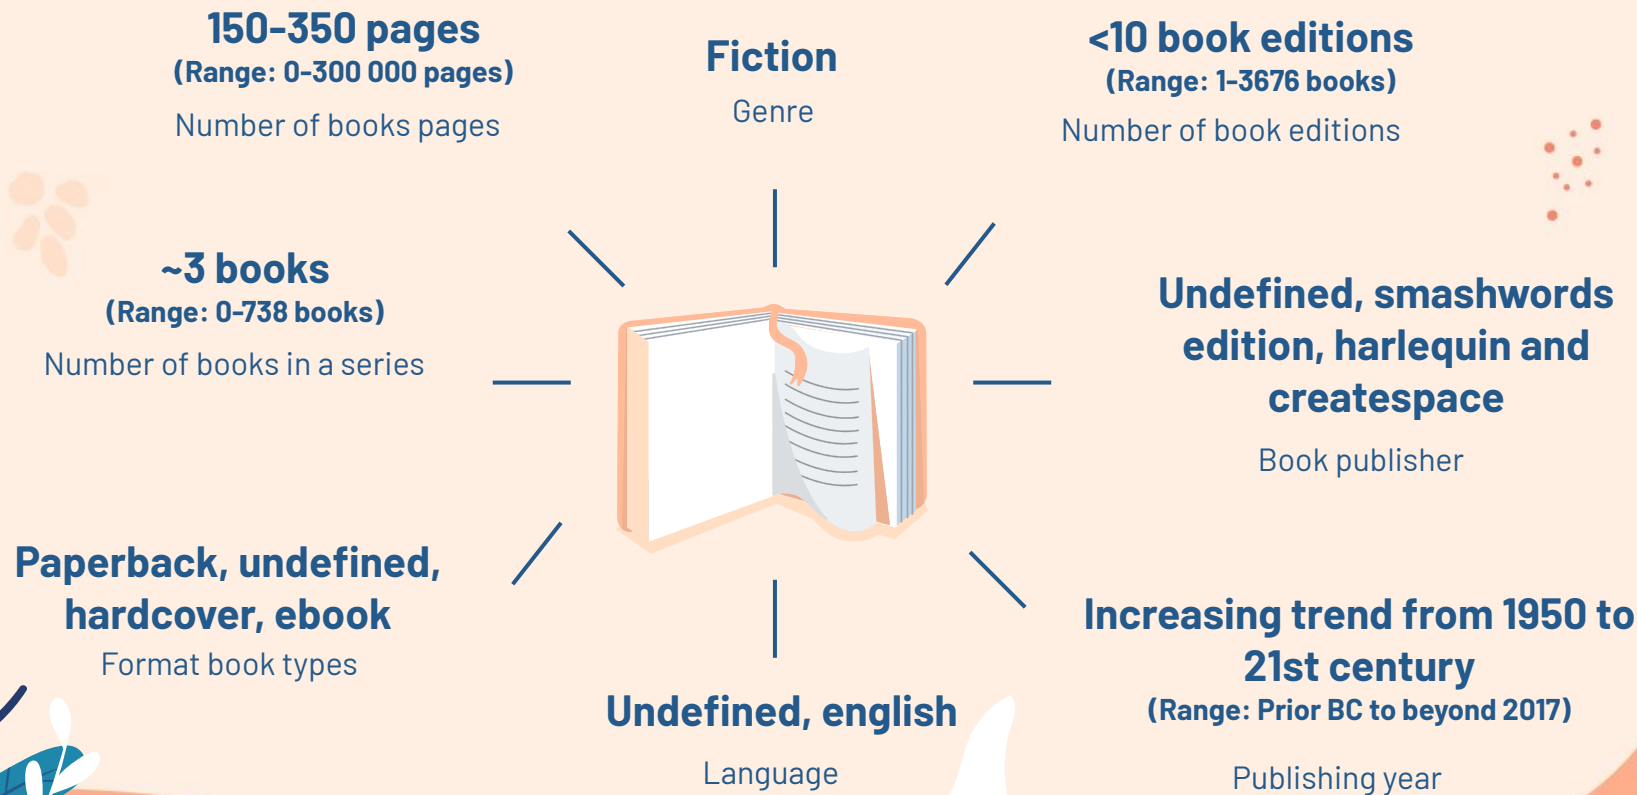 150-350 pages
(Range: 0-300 000 pages)
Number of books pages
Fiction
Genre
<10 book editions
(Range: 1-3676 books)
Number of book editions
~3 books
(Range: 0-738 books)
Number of books in a series
Undefined, smashwords
edition, harlequin and
createspace
Book publisher
Paperback, undefined,
hardcover, ebook
Format book types
Undefined, english
Language
Increasing trend from 1950 to
21st century
(Range: Prior BC to beyond 2017)
Publishing year